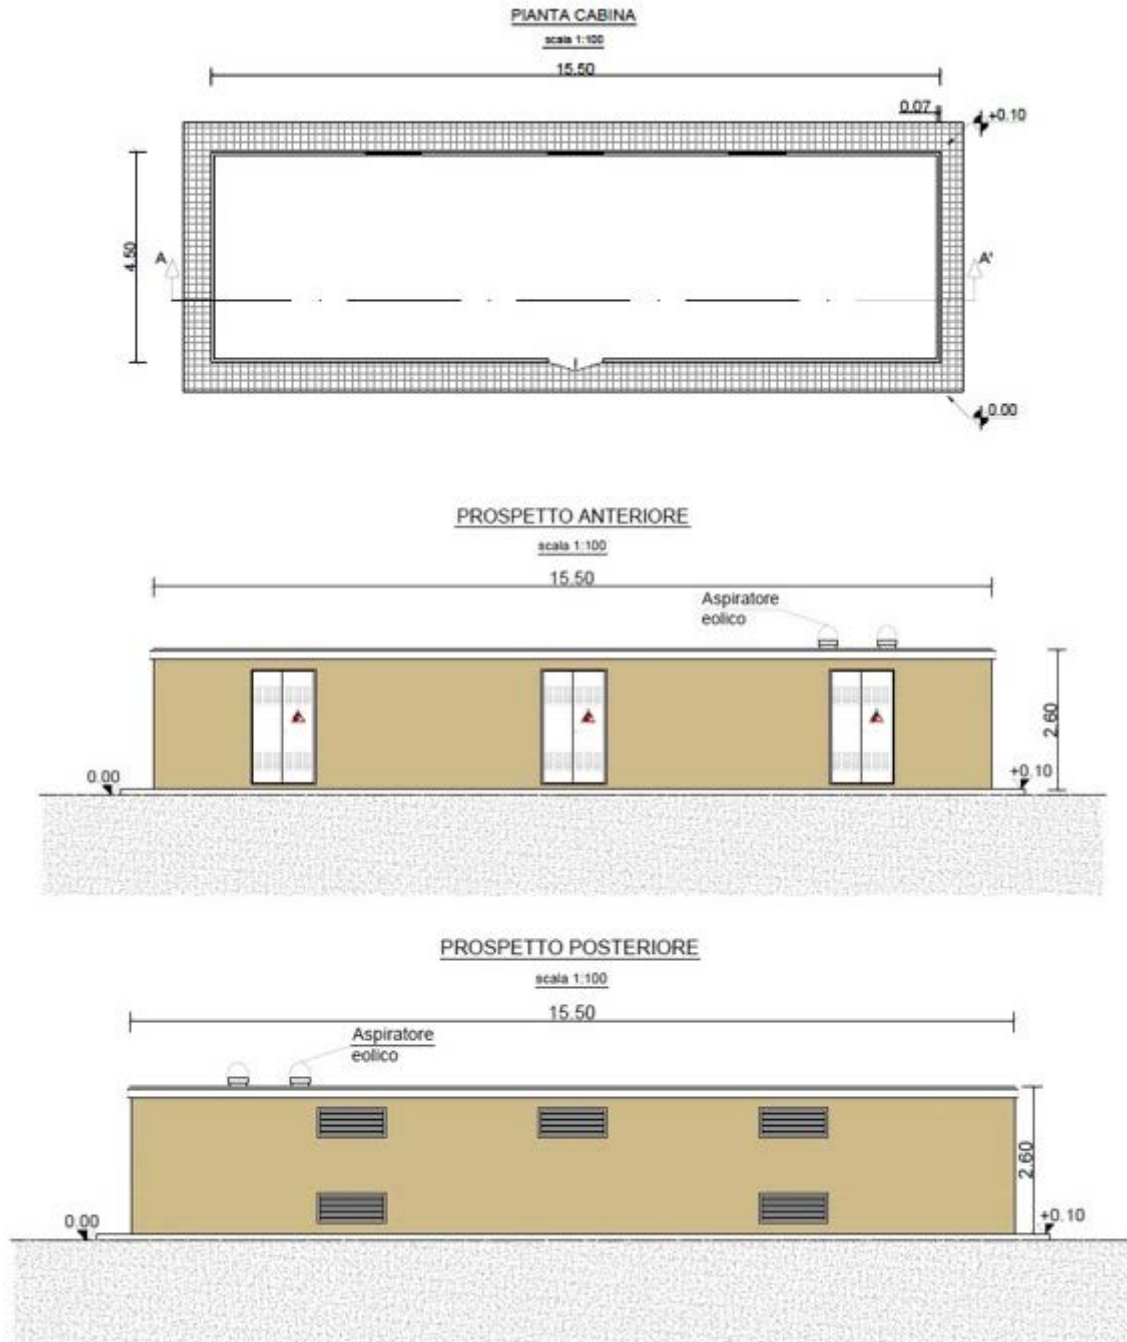 PIANTA CABINA
scala 1:100
15.50
0.07
+0.10
4.50
A
A'
0.00
PROSPETTO ANTERIORE
scala 1:100
15.50
Aspiratore
eolico
2.60
0.00
+0.10
PROSPETTO POSTERIORE
scala 1:100
15.50
Aspiratore
eolico
2.60
0.00
+0.10